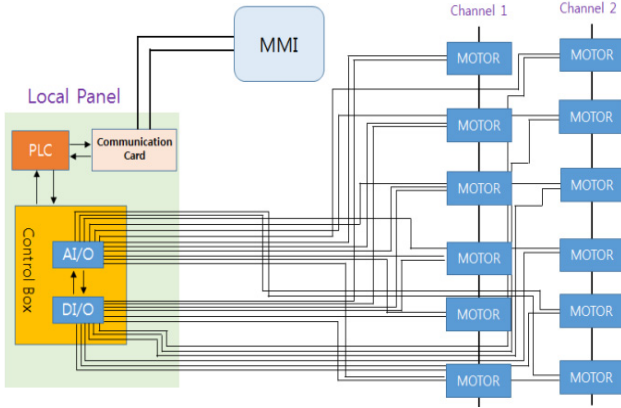 Channel 1
Channel 2
MMI
MOTOR
MOTOR
Local Panel
PLC
Communication
Card
MOTOR
MOTOR
MOTOR
MOTOR
Control Box
AI/O
MOTOR
MOTOR
DI/O
MOTOR
MOTOR
MOTOR
MOTOR